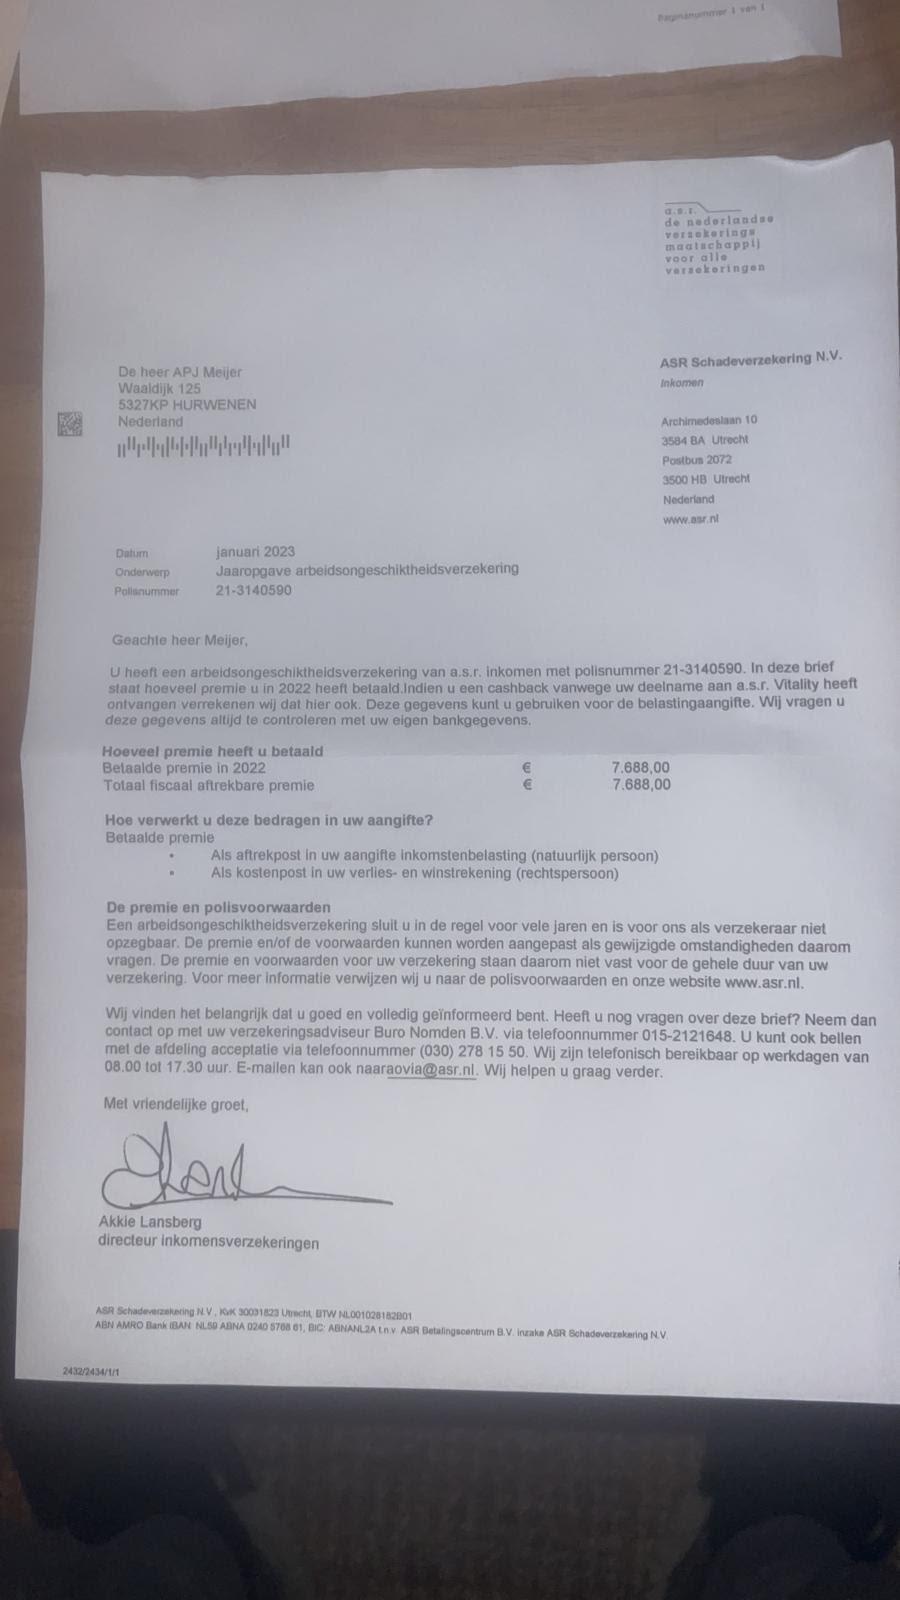 Paginanummer 1 van 1
a.s.r.
de nederlandse
verzekerings
maatschappij
voor alle
verzekeringen
De heer APJ Meijer
Waaldijk 125
5327KP HURWENEN
Nederland
ASR Schadeverzekering N.V.
Inkomen
Archimedeslaan 10
3584 BA Utrecht
Postbus 2072
3500 HB Utrecht
Nederland
www.asr.nl
Datum januari 2023
Onderwerp Jaaropgave arbeidsongeschiktheidsverzekering
Polisnummer 21-3140590
Geachte heer Meijer,
U heeft een arbeidsongeschiktheidsverzekering van a.s.r. inkomen met polisnummer 21-3140590. In deze brief
staat hoeveel premie u in 2022 heeft betaald.Indien u een cashback vanwege uw deelname aan a.s.r. Vitality heeft
ontvangen verrekenen wij dat hier ook. Deze gegevens kunt u gebruiken voor de belastingaangifte. Wij vragen u
deze gegevens altijd te controleren met uw eigen bankgegevens.
Hoeveel premie heeft u betaald
Betaalde premie in 2022 € 7.688,00
Totaal fiscaal aftrekbare premie € 7.688,00
Hoe verwerkt u deze bedragen in uw aangifte?
Betaalde premie
• Als aftrekpost in uw aangifte inkomstenbelasting (natuurlijk persoon)
• Als kostenpost in uw verlies- en winstrekening (rechtspersoon)
De premie en polisvoorwaarden
Een arbeidsongeschiktheidsverzekering sluit u in de regel voor vele jaren en is voor ons als verzekeraar niet
opzegbaar. De premie en/of de voorwaarden kunnen worden aangepast als gewijzigde omstandigheden daarom
vragen. De premie en voorwaarden voor uw verzekering staan daarom niet vast voor de gehele duur van uw
verzekering. Voor meer informatie verwijzen wij u naar de polisvoorwaarden en onze website www.asr.nl.
Wij vinden het belangrijk dat u goed en volledig geïnformeerd bent. Heeft u nog vragen over deze brief? Neem dan
contact op met uw verzekeringsadviseur Buro Nomden B.V. via telefoonnummer 015-2121648. U kunt ook bellen
met de afdeling acceptatie via telefoonnummer (030) 278 15 50. Wij zijn telefonisch bereikbaar op werkdagen van
08.00 tot 17.30 uur. E-mailen kan ook naaraovia@asr.nl. Wij helpen u graag verder.
Met vriendelijke groet,
Akkie Lansberg
directeur inkomensverzekeringen
ASR Schadeverzekering N.V., KvK 30031823 Utrecht, BTW NL001028182B01
ABN AMRO Bank IBAN: NL59 ABNA 0240 5768 61, BIC: ABNANL2A t.n.v. ASR Betalingscentrum B.V. inzake ASR Schadeverzekering N.V.
2432/2434/1/1